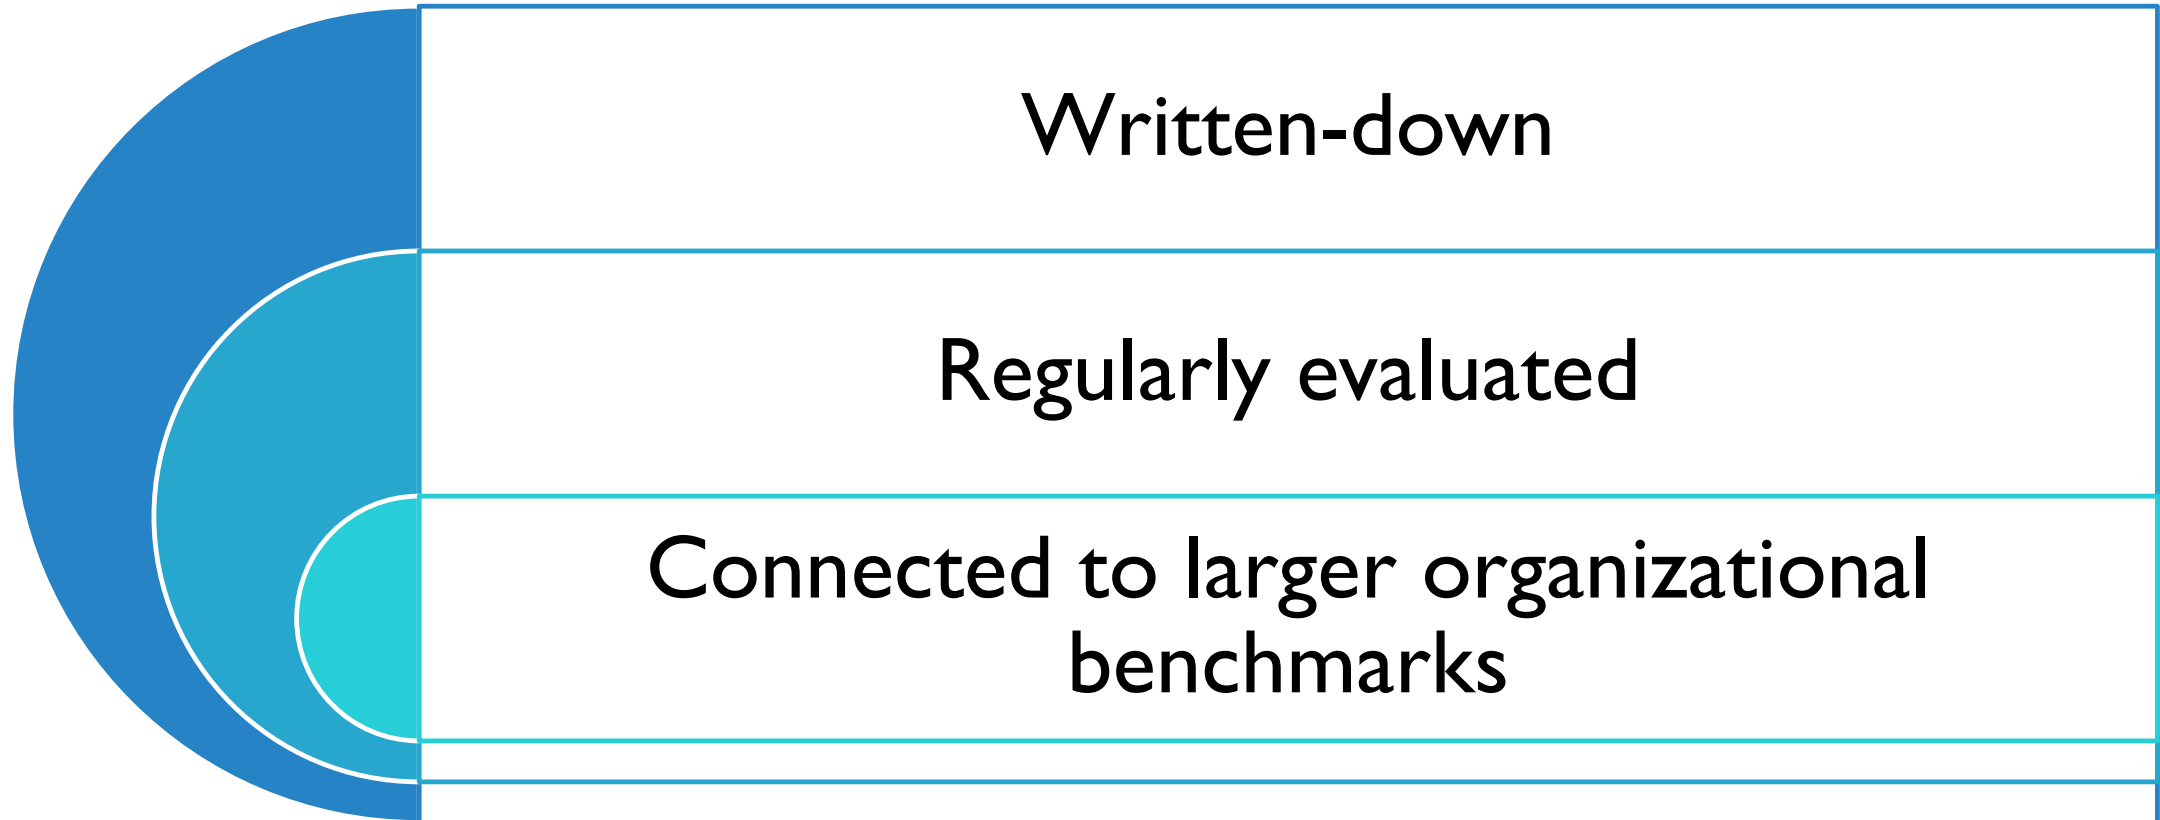 Written-down
Regularly evaluated
Connected to larger organizational
benchmarks